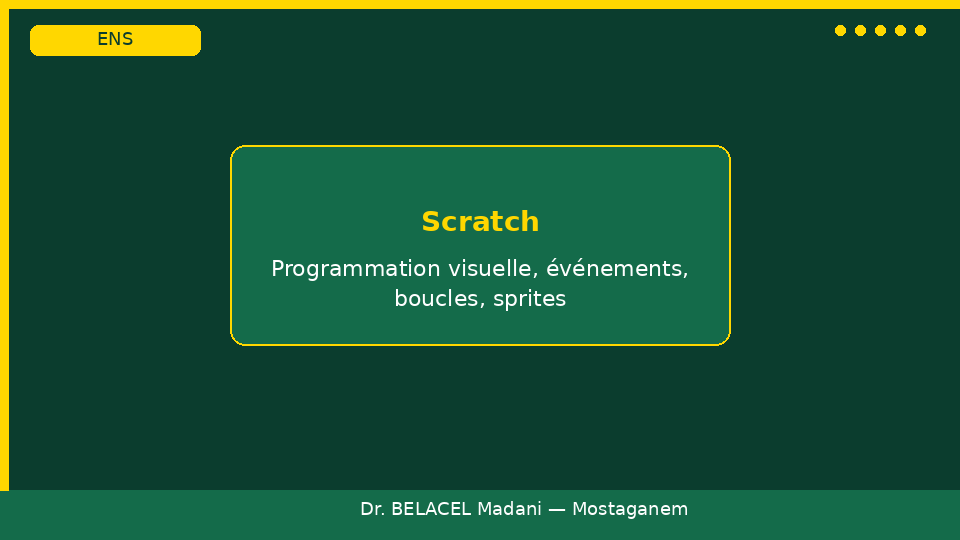 ENS
Scratch
Programmation visuelle, événements,
boucles, sprites
Dr. BELACEL Madani — Mostaganem